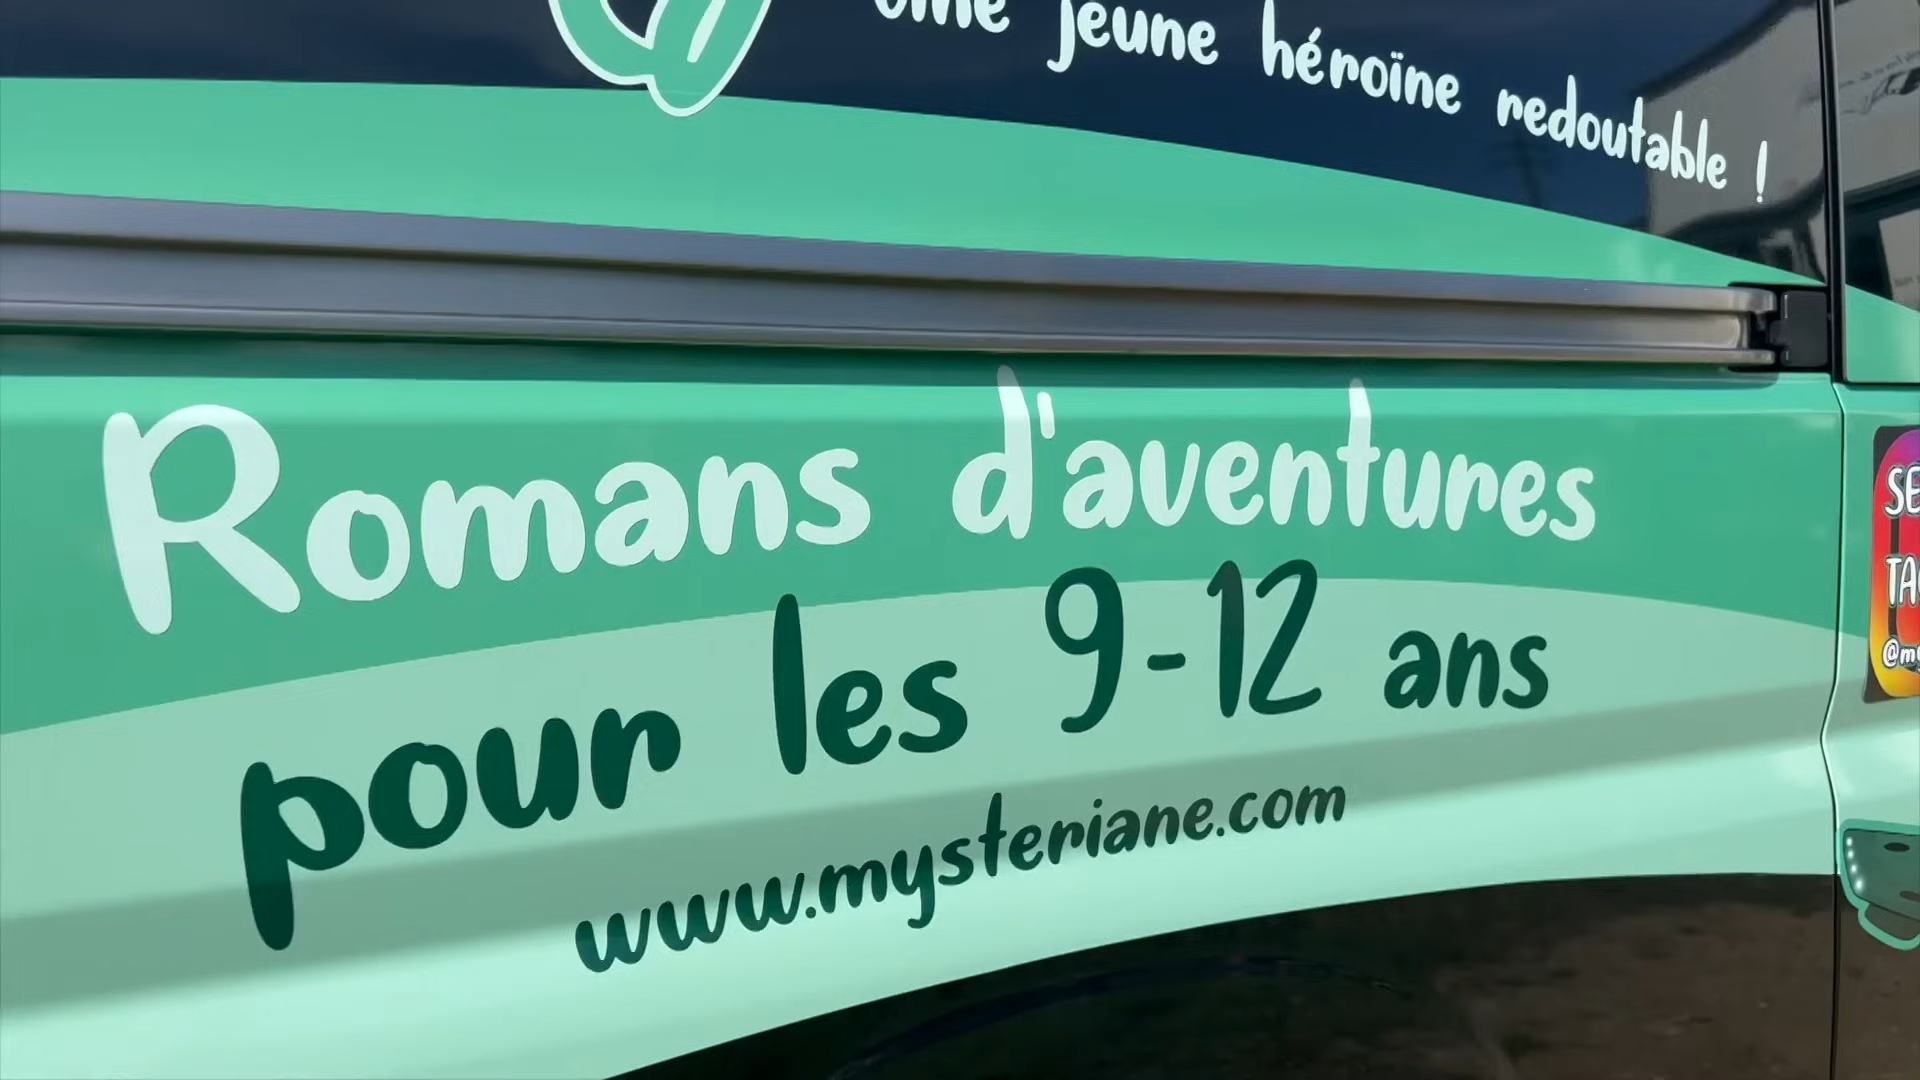 jeune héroïne redoutable !
Romans d'aventures
pour les 9-12 ans
www.mysteriane.com